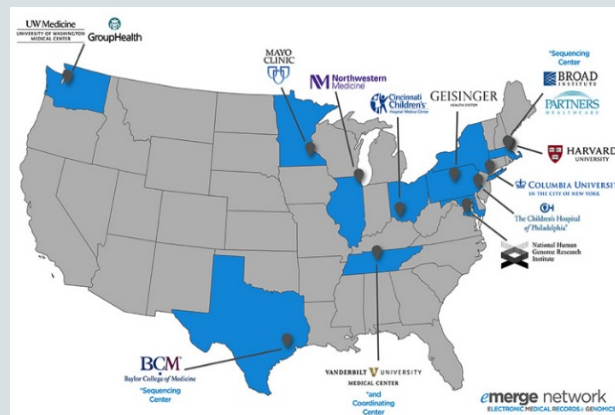 UW Medicine
UNIVERSITY OF WASHINGTON
MEDICAL CENTER
GroupHealth
MAYO
CLINIC
Northwestern
Medicine
Cincinnati
Children's
Hospital Medical Center
GEISINGER
HEALTH SYSTEM
*Sequencing
Center
BROAD
INSTITUTE
PARTNERS
HEALTHCARE
HARVARD
UNIVERSITY
COLUMBIA UNIVERSITY
IN THE CITY OF NEW YORK
The Children's Hospital
of Philadelphia®
National Human
Genome Research
Institute
BCM
Baylor College of Medicine
*Sequencing
Center
VANDERBILT V UNIVERSITY
MEDICAL CENTER
*and
Coordinating
Center
emerge network
ELECTRONIC MEDICAL RECORDS & GENOMICS